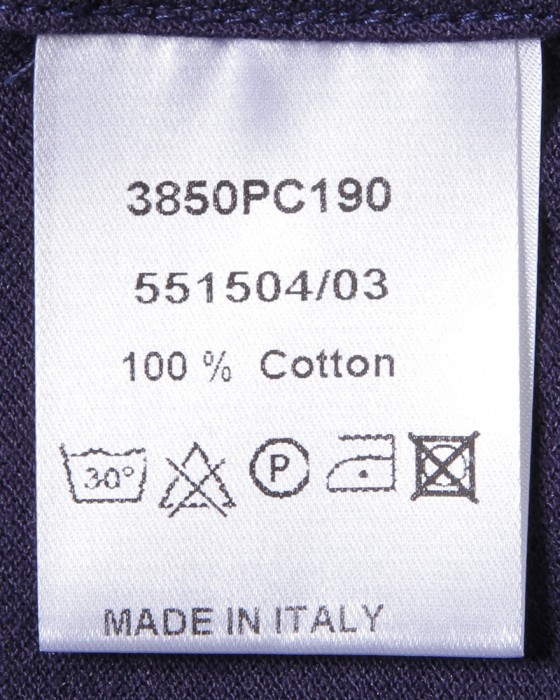 3850PC190
551504/03
100 % Cotton
30° P
MADE IN ITALY